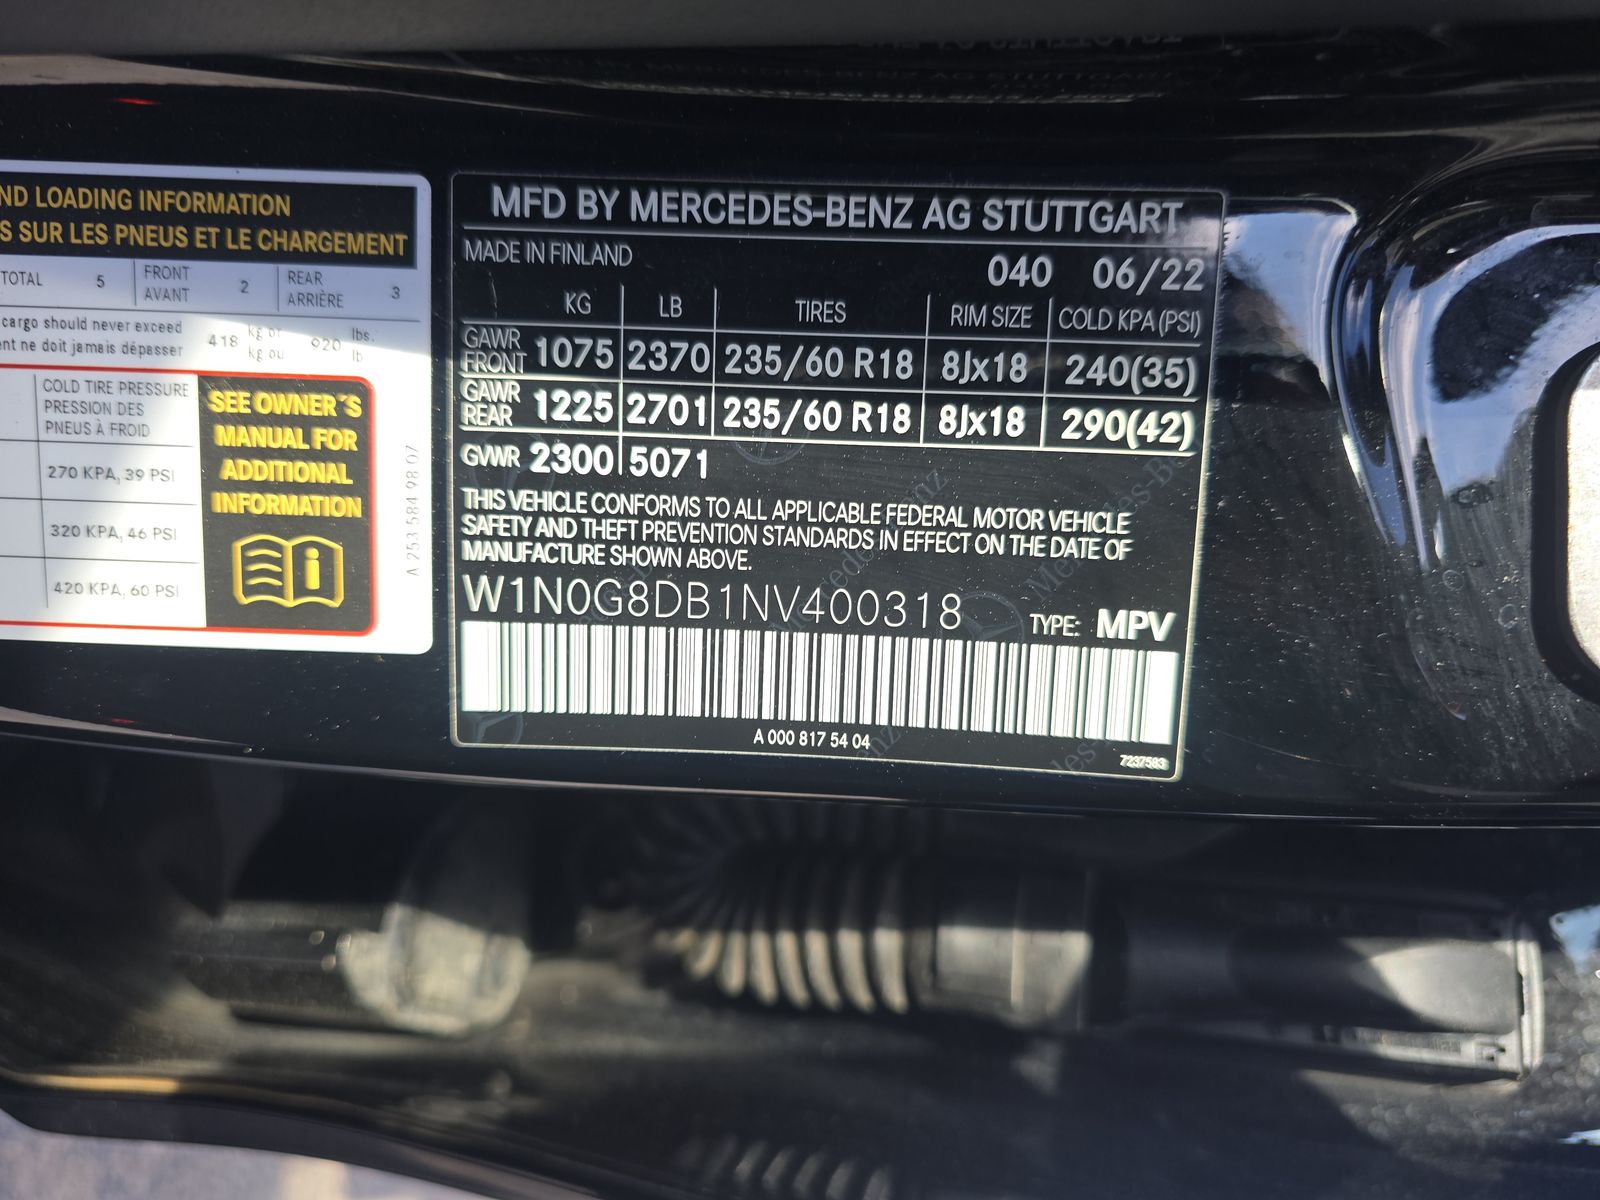 ND LOADING INFORMATION
S SUR LES PNEUS ET LE CHARGEMENT
TOTAL 5 FRONT AVANT 2 REAR ARRIÈRE 3
cargo should never exceed 418 kg or 920 lbs.
ent ne doit jamais dépasser kg ou lb
COLD TIRE PRESSURE
PRESSION DES
PNEUS À FROID
270 KPA, 39 PSI
320 KPA, 46 PSI
420 KPA, 60 PSI
SEE OWNER´S
MANUAL FOR
ADDITIONAL
INFORMATION
A 253 584 98 07
MFD BY MERCEDES-BENZ AG STUTTGART
MADE IN FINLAND
040 06/22
KG LB TIRES RIM SIZE COLD KPA (PSI)
GAWR FRONT 1075 2370 235/60 R18 8Jx18 240(35)
GAWR REAR 1225 2701 235/60 R18 8Jx18 290(42)
GVWR 2300 5071
THIS VEHICLE CONFORMS TO ALL APPLICABLE FEDERAL MOTOR VEHICLE
SAFETY AND THEFT PREVENTION STANDARDS IN EFFECT ON THE DATE OF
MANUFACTURE SHOWN ABOVE.
W1N0G8DB1NV400318 TYPE: MPV
A 000 817 54 04
7237583